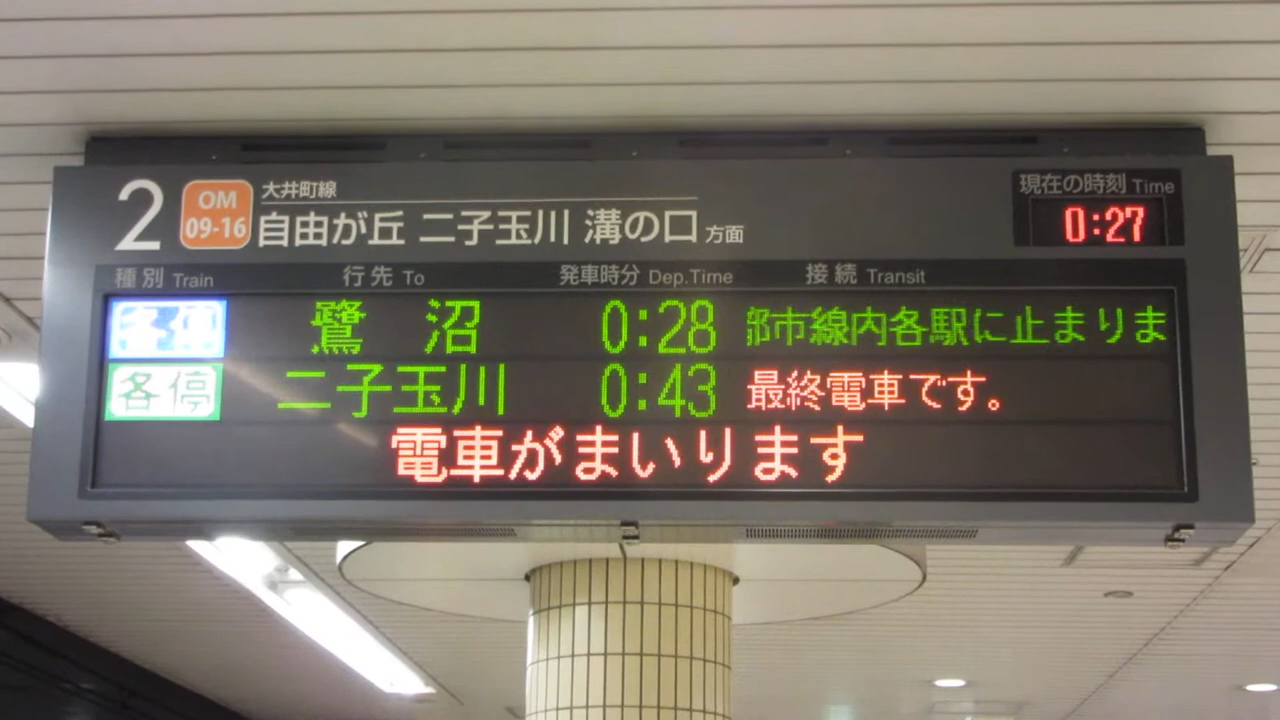 2 OM 09-16 大井町線
自由が丘 二子玉川 溝の口 方面
現在の時刻 Time
0:27
種別 Train 行先 To 発車時分 Dep.Time 接続 Transit
各停 鷺沼 0:28 都市線内各駅に止まりま
各停 二子玉川 0:43 最終電車です。
電車がまいります